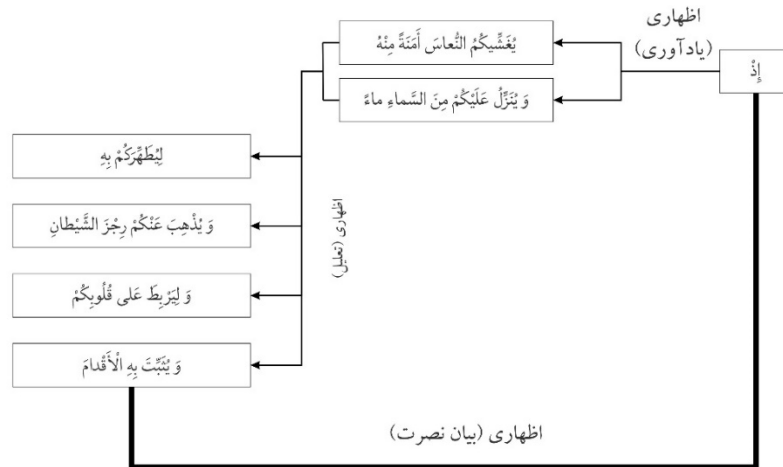 اظهاری
(یادآوری)
إِذْ
يُغَشِّيكُمُ النُّعاسَ أَمَنَةً مِنْهُ
وَ يُنَزِّلُ عَلَيْكُمْ مِنَ السَّماءِ ماءً
اظهاری (تعلیل)
لِيُطَهِّرَكُمْ بِهِ
وَ يُذْهِبَ عَنْكُمْ رِجْزَ الشَّيْطانِ
وَ لِيَرْبِطَ عَلى قُلُوبِكُمْ
وَ يُثَبِّتَ بِهِ الْأَقْدامَ
اظهاری (بیان نصرت)